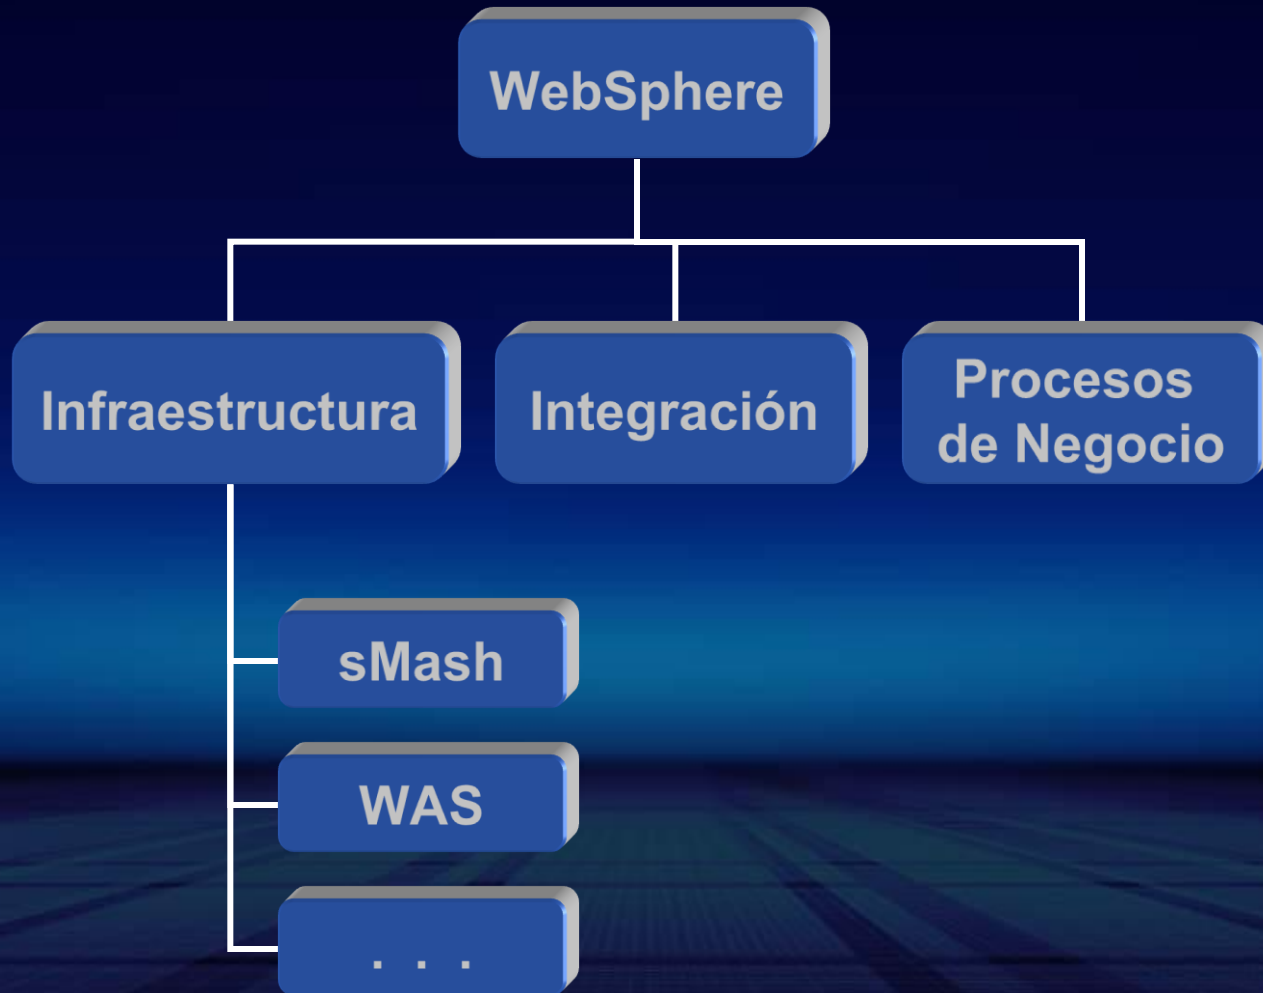 WebSphere
Infraestructura
Integración
Procesos
de Negocio
sMash
WAS
. . .